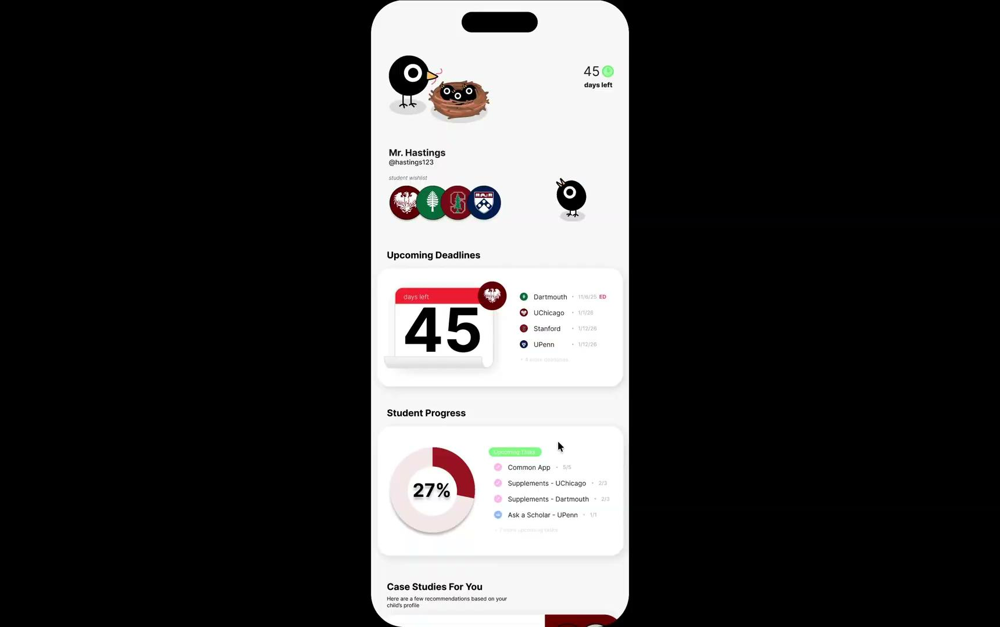 45
days left
Mr. Hastings
@hastings123
student wishlist
Upcoming Deadlines
days left
45
Dartmouth · 11/6/25 ED
UChicago · 1/1/26
Stanford · 1/12/26
UPenn · 1/12/26
+ 4 more deadlines
Student Progress
27%
Upcoming Tasks
Common App · 5/5
Supplements - UChicago · 2/3
Supplements - Dartmouth · 2/3
Ask a Scholar - UPenn · 1/1
+ 7 more upcoming tasks
Case Studies For You
Here are a few recommendations based on your
child's profile